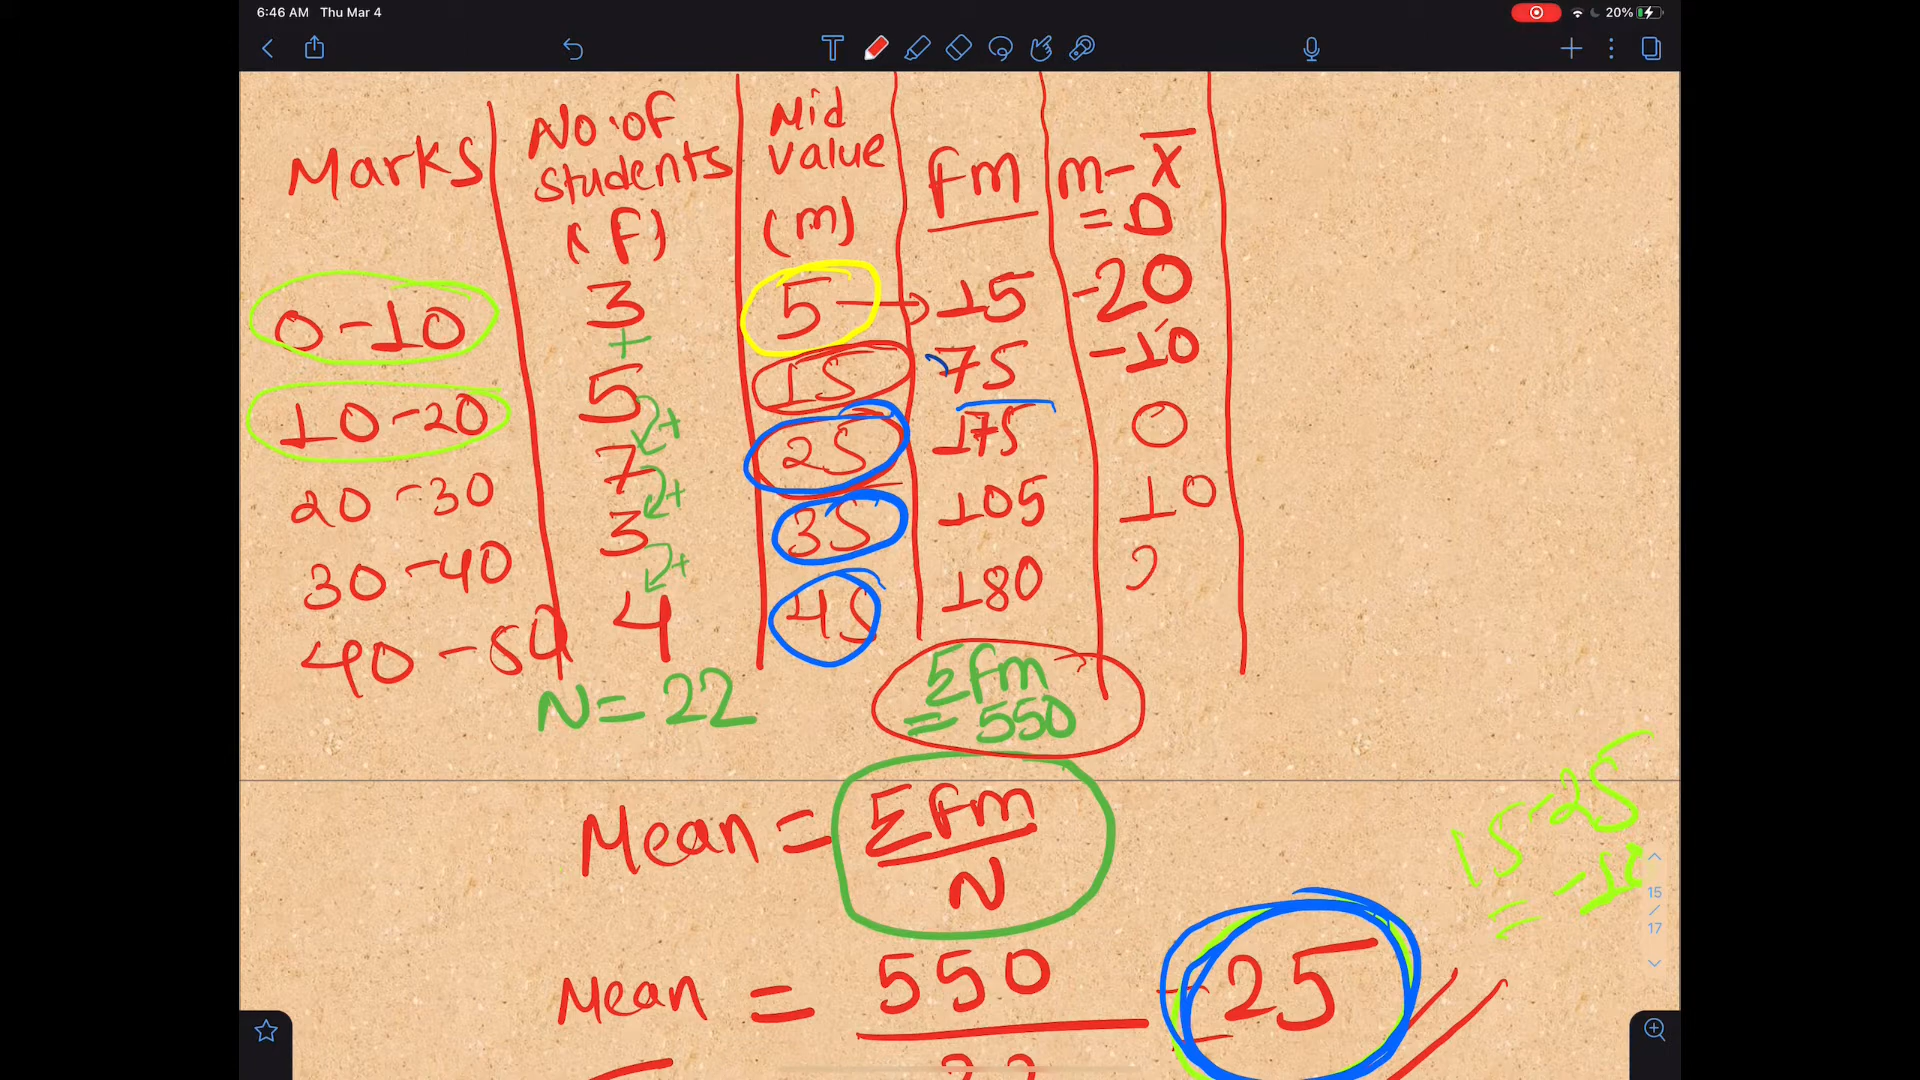 6:46 AM Thu Mar 4
20%
Marks
No. of
students
(f)
Mid
value
(m)
fm
m - X̅
= D
0 - 10 3 5 15 -20
+
10 - 20 5 15 75 -10
+
20 - 30 7 25 175 0
+
30 - 40 3 35 105 10
+
40 - 50 4 45 180 2
N = 22
Σfm
= 550
Mean = Σfm
N
15 - 25
= -10
15
/
17
Mean = 550 = 25
22